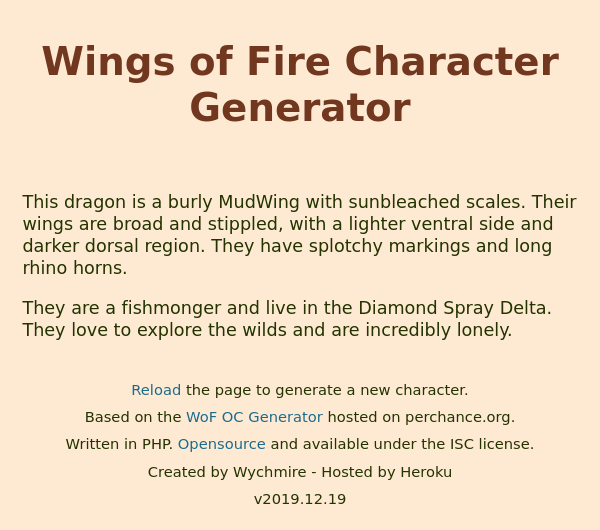 Wings of Fire Character
Generator
This dragon is a burly MudWing with sunbleached scales. Their
wings are broad and stippled, with a lighter ventral side and
darker dorsal region. They have splotchy markings and long
rhino horns.
They are a fishmonger and live in the Diamond Spray Delta.
They love to explore the wilds and are incredibly lonely.
Reload the page to generate a new character.
Based on the WoF OC Generator hosted on perchance.org.
Written in PHP. Opensource and available under the ISC license.
Created by Wychmire - Hosted by Heroku
v2019.12.19